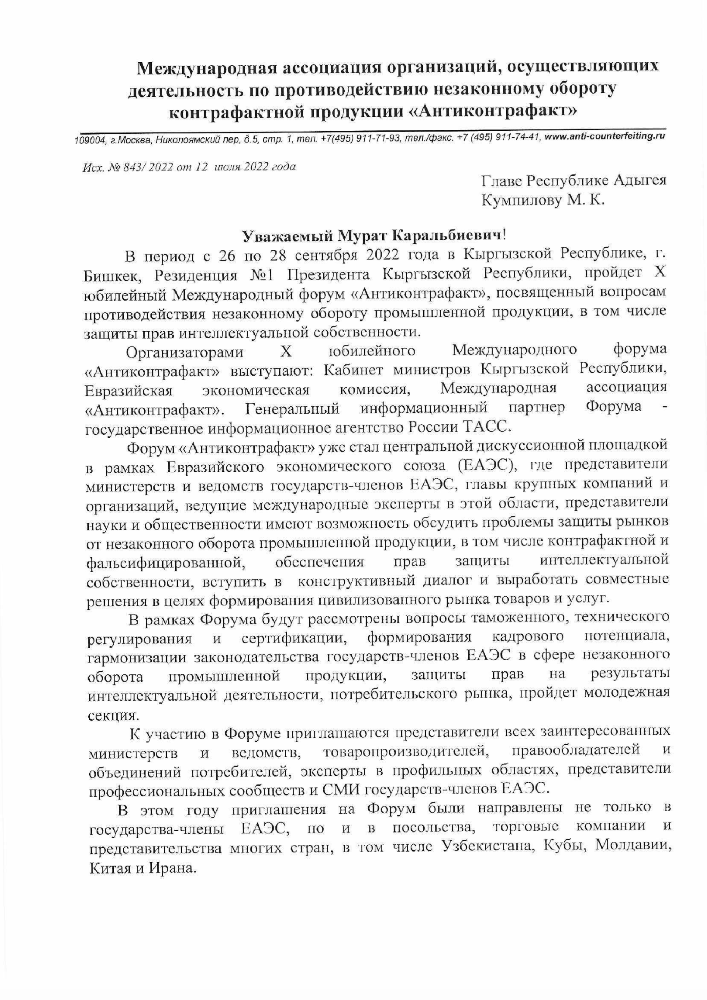 Международная ассоциация организаций, осуществляющих
деятельность по противодействию незаконному обороту
контрафактной продукции «Антиконтрафакт»
109004, г.Москва, Николоямский пер, д.5, стр. 1, тел. +7(495) 911-71-93, тел./факс. +7 (495) 911-74-41, www.anti-counterfeiting.ru
Исх. № 843/ 2022 от 12 июля 2022 года
Главе Республике Адыгея
Кумпилову М. К.
Уважаемый Мурат Каральбиевич!
В период с 26 по 28 сентября 2022 года в Кыргызской Республике, г.
Бишкек, Резиденция №1 Президента Кыргызской Республики, пройдет X
юбилейный Международный форум «Антиконтрафакт», посвященный вопросам
противодействия незаконному обороту промышленной продукции, в том числе
защиты прав интеллектуальной собственности.
Организаторами X юбилейного Международного форума
«Антиконтрафакт» выступают: Кабинет министров Кыргызской Республики,
Евразийская экономическая комиссия, Международная ассоциация
«Антиконтрафакт». Генеральный информационный партнер Форума -
государственное информационное агентство России ТАСС.
Форум «Антиконтрафакт» уже стал центральной дискуссионной площадкой
в рамках Евразийского экономического союза (ЕАЭС), где представители
министерств и ведомств государств-членов ЕАЭС, главы крупных компаний и
организаций, ведущие международные эксперты в этой области, представители
науки и общественности имеют возможность обсудить проблемы защиты рынков
от незаконного оборота промышленной продукции, в том числе контрафактной и
фальсифицированной, обеспечения прав защиты интеллектуальной
собственности, вступить в конструктивный диалог и выработать совместные
решения в целях формирования цивилизованного рынка товаров и услуг.
В рамках Форума будут рассмотрены вопросы таможенного, технического
регулирования и сертификации, формирования кадрового потенциала,
гармонизации законодательства государств-членов ЕАЭС в сфере незаконного
оборота промышленной продукции, защиты прав на результаты
интеллектуальной деятельности, потребительского рынка, пройдет молодежная
секция.
К участию в Форуме приглашаются представители всех заинтересованных
министерств и ведомств, товаропроизводителей, правообладателей и
объединений потребителей, эксперты в профильных областях, представители
профессиональных сообществ и СМИ государств-членов ЕАЭС.
В этом году приглашения на Форум были направлены не только в
государства-члены ЕАЭС, но и в посольства, торговые компании и
представительства многих стран, в том числе Узбекистана, Кубы, Молдавии,
Китая и Ирана.